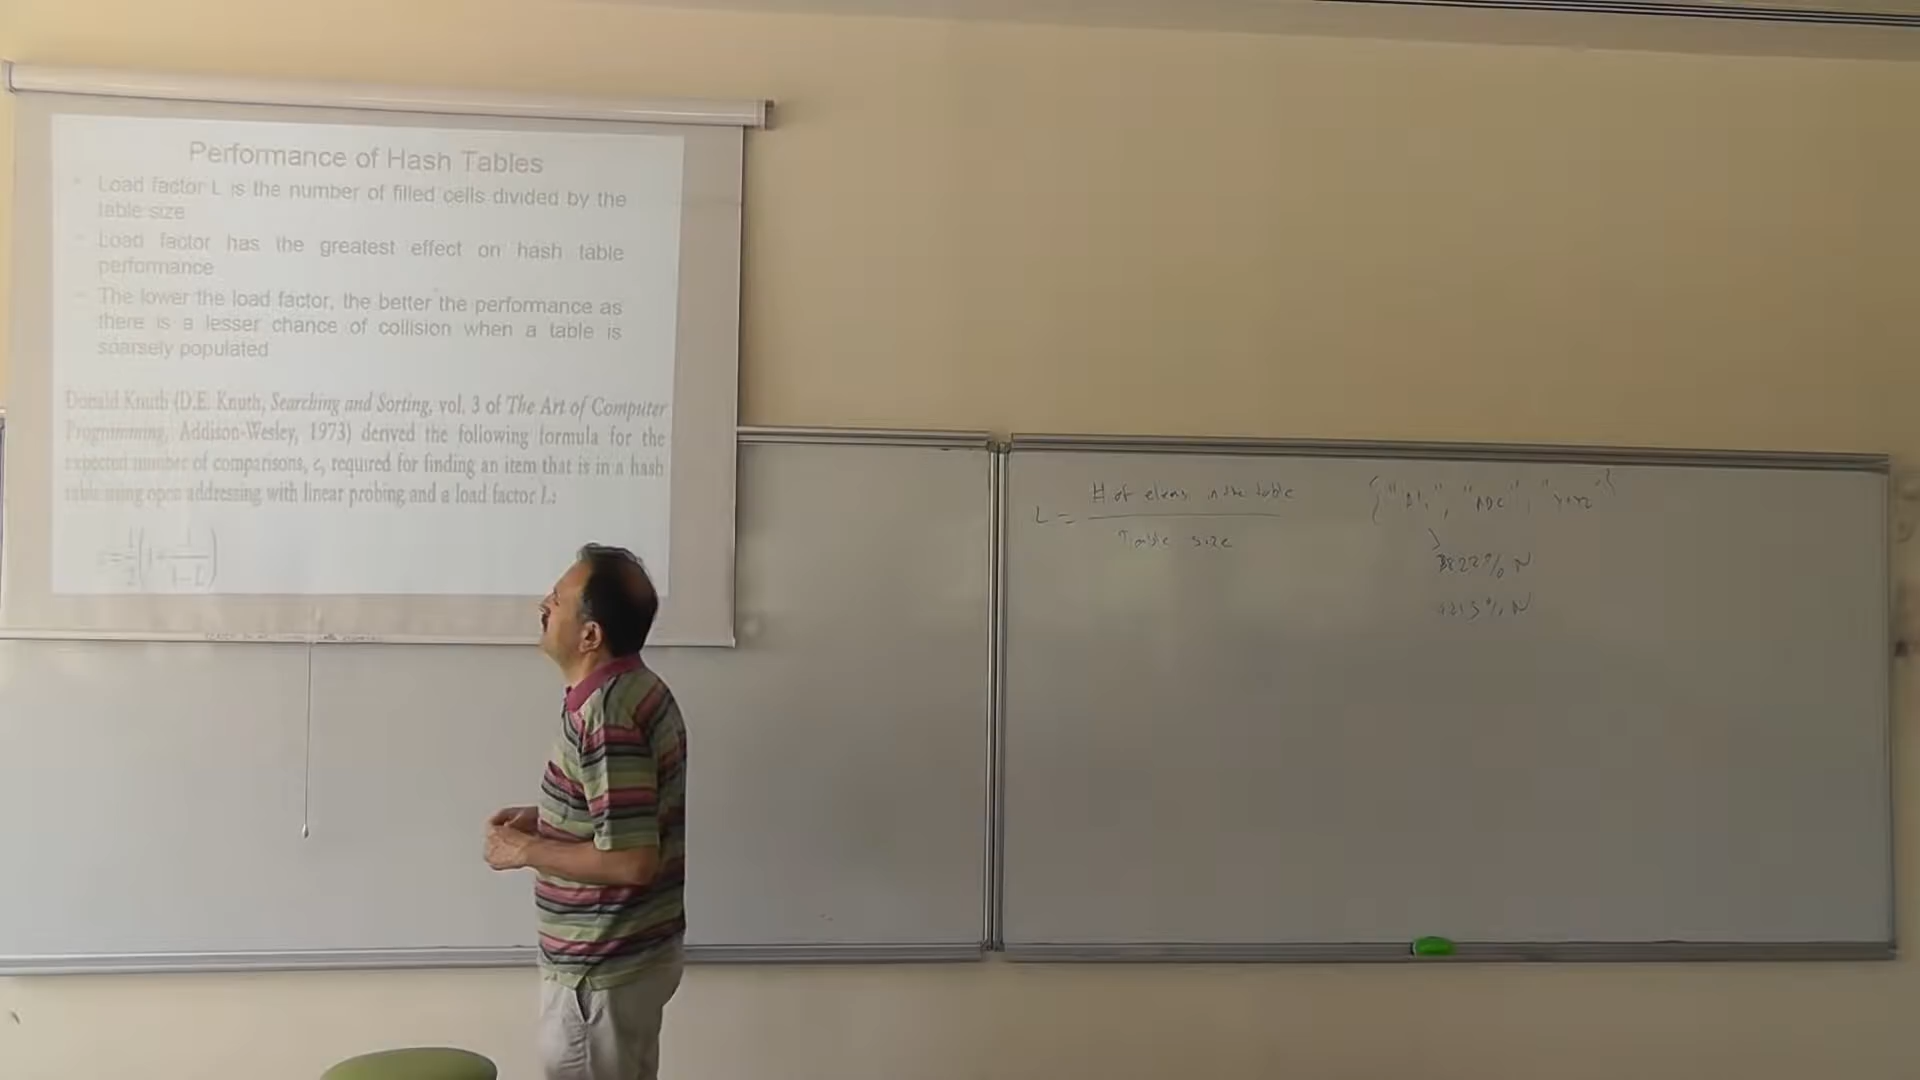 Performance of Hash Tables
• Load factor L is the number of filled cells divided by the
table size
– Load factor has the greatest effect on hash table
performance
– The lower the load factor, the better the performance as
there is a lesser chance of collision when a table is
sparsely populated
Donald Knuth (D.E. Knuth, Searching and Sorting, vol. 3 of The Art of Computer
Programming, Addison-Wesley, 1973) derived the following formula for the
expected number of comparisons, c, required for finding an item that is in a hash
table using open addressing with linear probing and a load factor L:
c = 1/2 (1 + 1/(1 − L))
L = # of elems in the table
Table size
% N
% N